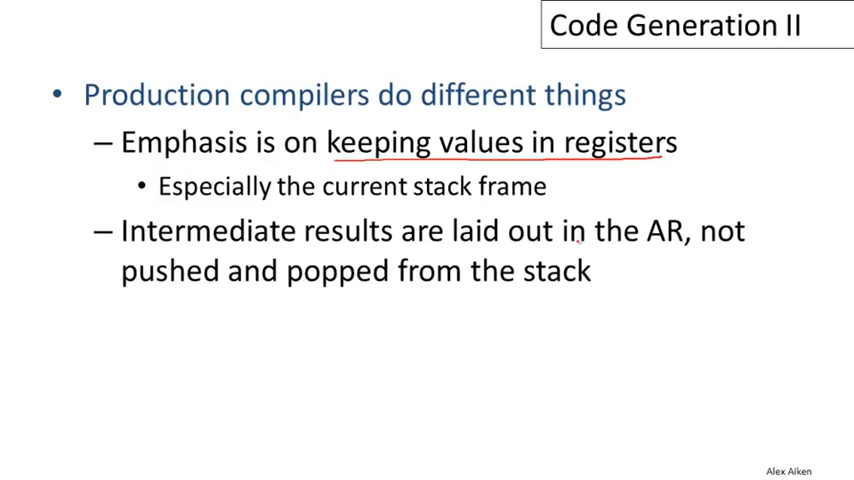 Code Generation II
• Production compilers do different things
– Emphasis is on keeping values in registers
• Especially the current stack frame
– Intermediate results are laid out in the AR, not
pushed and popped from the stack
Alex Aiken